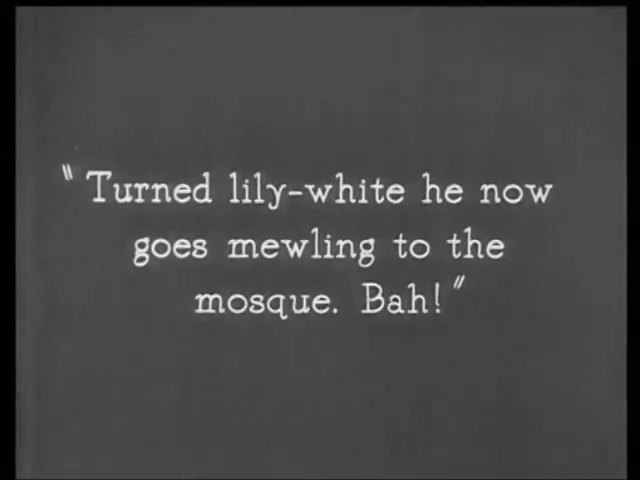 "Turned lily-white he now
goes mewling to the
mosque. Bah!"